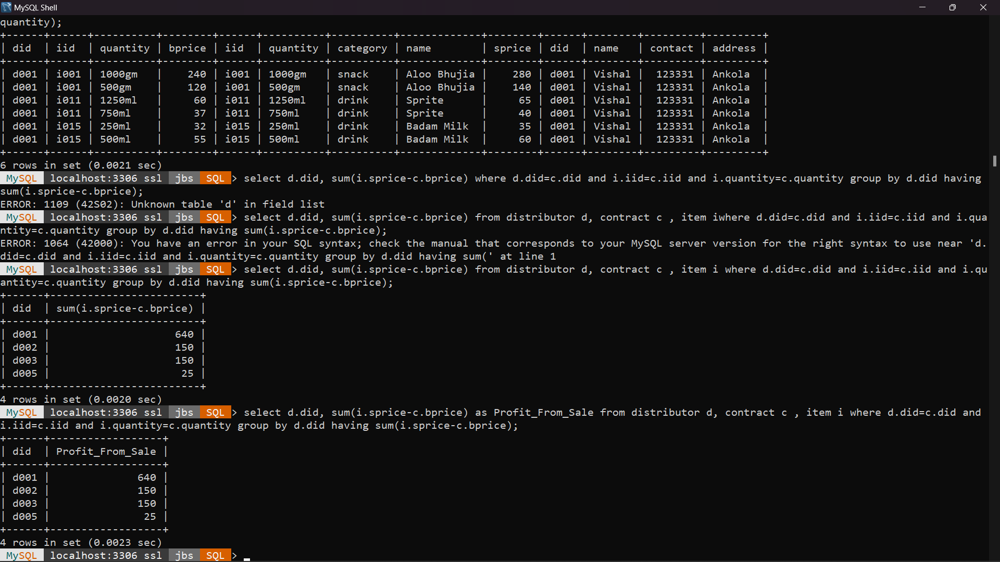 MySQL Shell
quantity);
+------+------+----------+--------+------+----------+----------+-------------+--------+------+--------+---------+---------+
| did  | iid  | quantity | bprice | iid  | quantity | category | name        | sprice | did  | name   | contact | address |
+------+------+----------+--------+------+----------+----------+-------------+--------+------+--------+---------+---------+
| d001 | i001 | 1000gm   |    240 | i001 | 1000gm   | snack    | Aloo Bhujia |    280 | d001 | Vishal |  123331 | Ankola  |
| d001 | i001 | 500gm    |    120 | i001 | 500gm    | snack    | Aloo Bhujia |    140 | d001 | Vishal |  123331 | Ankola  |
| d001 | i011 | 1250ml   |     60 | i011 | 1250ml   | drink    | Sprite      |     65 | d001 | Vishal |  123331 | Ankola  |
| d001 | i011 | 750ml    |     37 | i011 | 750ml    | drink    | Sprite      |     40 | d001 | Vishal |  123331 | Ankola  |
| d001 | i015 | 250ml    |     32 | i015 | 250ml    | drink    | Badam Milk  |     35 | d001 | Vishal |  123331 | Ankola  |
| d001 | i015 | 500ml    |     55 | i015 | 500ml    | drink    | Badam Milk  |     60 | d001 | Vishal |  123331 | Ankola  |
+------+------+----------+--------+------+----------+----------+-------------+--------+------+--------+---------+---------+
6 rows in set (0.0021 sec)
MySQL localhost:3306 ssl jbs SQL > select d.did, sum(i.sprice-c.bprice) where d.did=c.did and i.iid=c.iid and i.quantity=c.quantity group by d.did having
sum(i.sprice-c.bprice);
ERROR: 1109 (42S02): Unknown table 'd' in field list
MySQL localhost:3306 ssl jbs SQL > select d.did, sum(i.sprice-c.bprice) from distributor d, contract c , item iwhere d.did=c.did and i.iid=c.iid and i.qua
ntity=c.quantity group by d.did having sum(i.sprice-c.bprice);
ERROR: 1064 (42000): You have an error in your SQL syntax; check the manual that corresponds to your MySQL server version for the right syntax to use near 'd.
did=c.did and i.iid=c.iid and i.quantity=c.quantity group by d.did having sum(' at line 1
MySQL localhost:3306 ssl jbs SQL > select d.did, sum(i.sprice-c.bprice) from distributor d, contract c , item i where d.did=c.did and i.iid=c.iid and i.qu
antity=c.quantity group by d.did having sum(i.sprice-c.bprice);
+------+------------------------+
| did  | sum(i.sprice-c.bprice) |
+------+------------------------+
| d001 |                    640 |
| d002 |                    150 |
| d003 |                    150 |
| d005 |                     25 |
+------+------------------------+
4 rows in set (0.0020 sec)
MySQL localhost:3306 ssl jbs SQL > select d.did, sum(i.sprice-c.bprice) as Profit_From_Sale from distributor d, contract c , item i where d.did=c.did and
i.iid=c.iid and i.quantity=c.quantity group by d.did having sum(i.sprice-c.bprice);
+------+------------------+
| did  | Profit_From_Sale |
+------+------------------+
| d001 |              640 |
| d002 |              150 |
| d003 |              150 |
| d005 |               25 |
+------+------------------+
4 rows in set (0.0023 sec)
MySQL localhost:3306 ssl jbs SQL > _